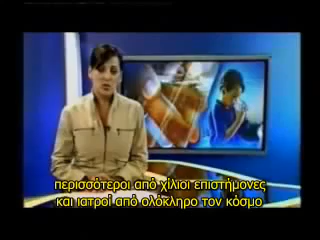 περισσότεροι από χίλιοι επιστήμονες
και ιατροί από ολόκληρο τον κόσμο